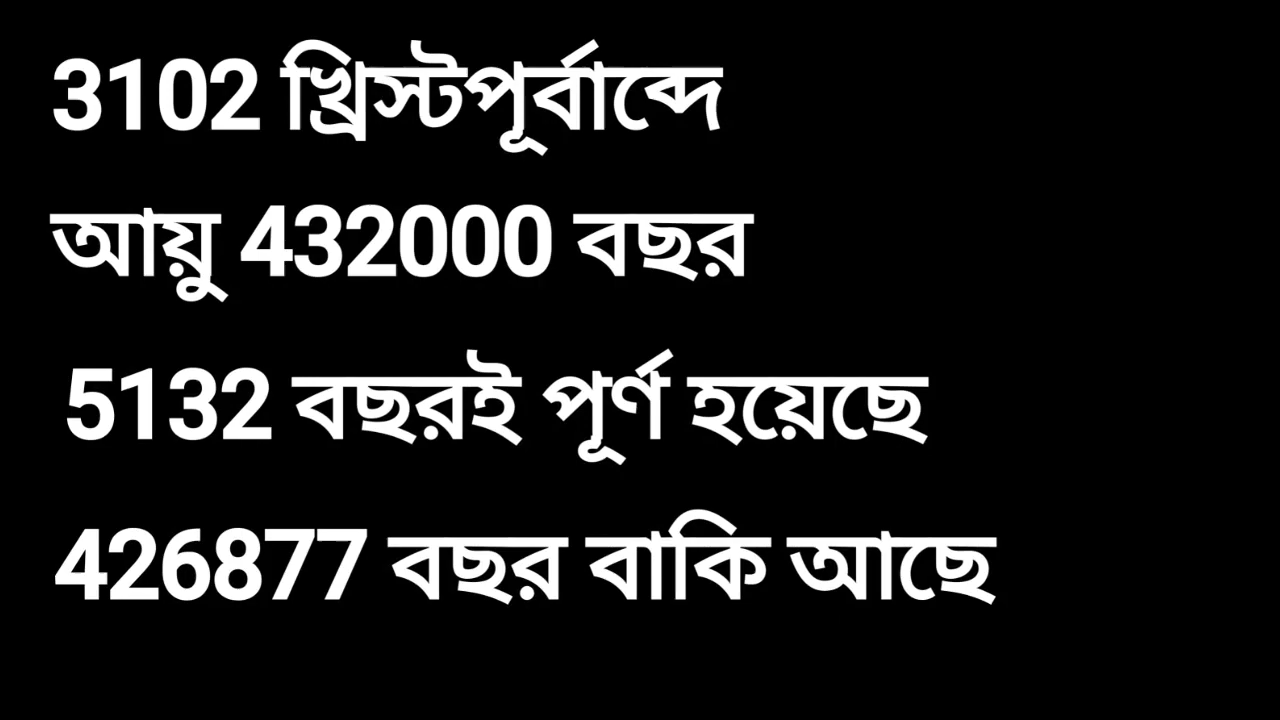 3102 খ্রিস্টপূর্বাব্দে
আয়ু 432000 বছর
5132 বছরই পূর্ণ হয়েছে
426877 বছর বাকি আছে